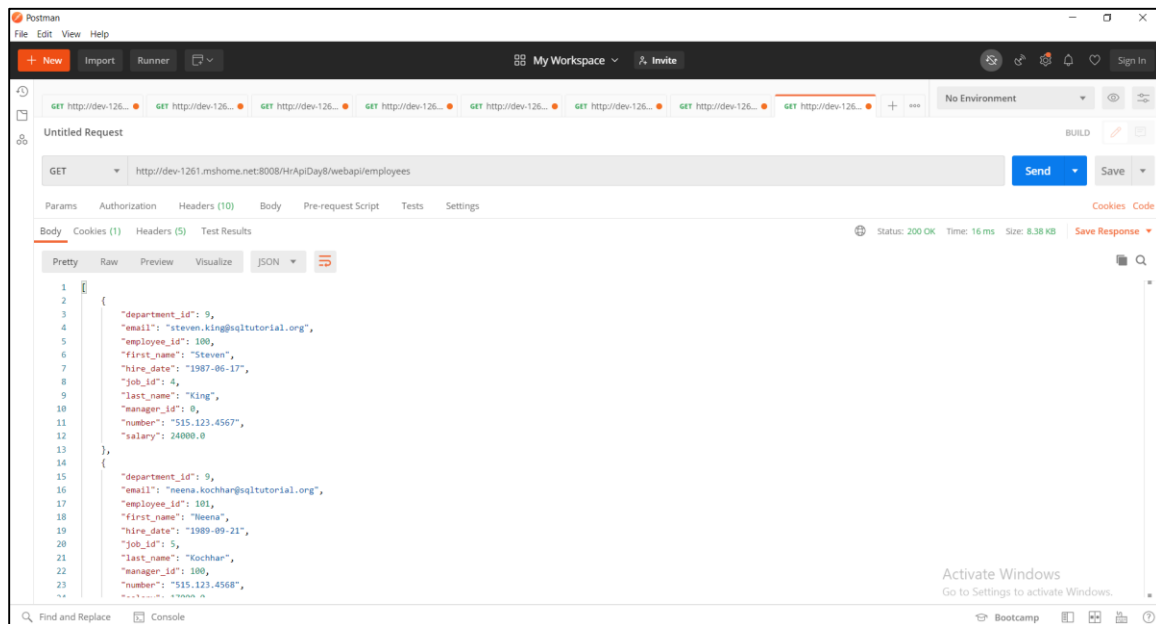 Postman
File Edit View Help
+ New Import Runner My Workspace Invite Sign In
GET http://dev-126... GET http://dev-126... GET http://dev-126... GET http://dev-126... GET http://dev-126... GET http://dev-126... GET http://dev-126... GET http://dev-126... + ooo No Environment
Untitled Request BUILD
GET http://dev-1261.mshome.net:8008/HrApiDay8/webapi/employees Send Save
Params Authorization Headers (10) Body Pre-request Script Tests Settings Cookies Code
Body Cookies (1) Headers (5) Test Results Status: 200 OK Time: 16 ms Size: 8.38 KB Save Response
Pretty Raw Preview Visualize JSON
1 [
2 {
3 "department_id": 9,
4 "email": "steven.king@sqltutorial.org",
5 "employee_id": 100,
6 "first_name": "Steven",
7 "hire_date": "1987-06-17",
8 "job_id": 4,
9 "last_name": "King",
10 "manager_id": 0,
11 "number": "515.123.4567",
12 "salary": 24000.0
13 },
14 {
15 "department_id": 9,
16 "email": "neena.kochhar@sqltutorial.org",
17 "employee_id": 101,
18 "first_name": "Neena",
19 "hire_date": "1989-09-21",
20 "job_id": 5,
21 "last_name": "Kochhar",
22 "manager_id": 100,
23 "number": "515.123.4568",
Activate Windows
Go to Settings to activate Windows.
Find and Replace Console Bootcamp